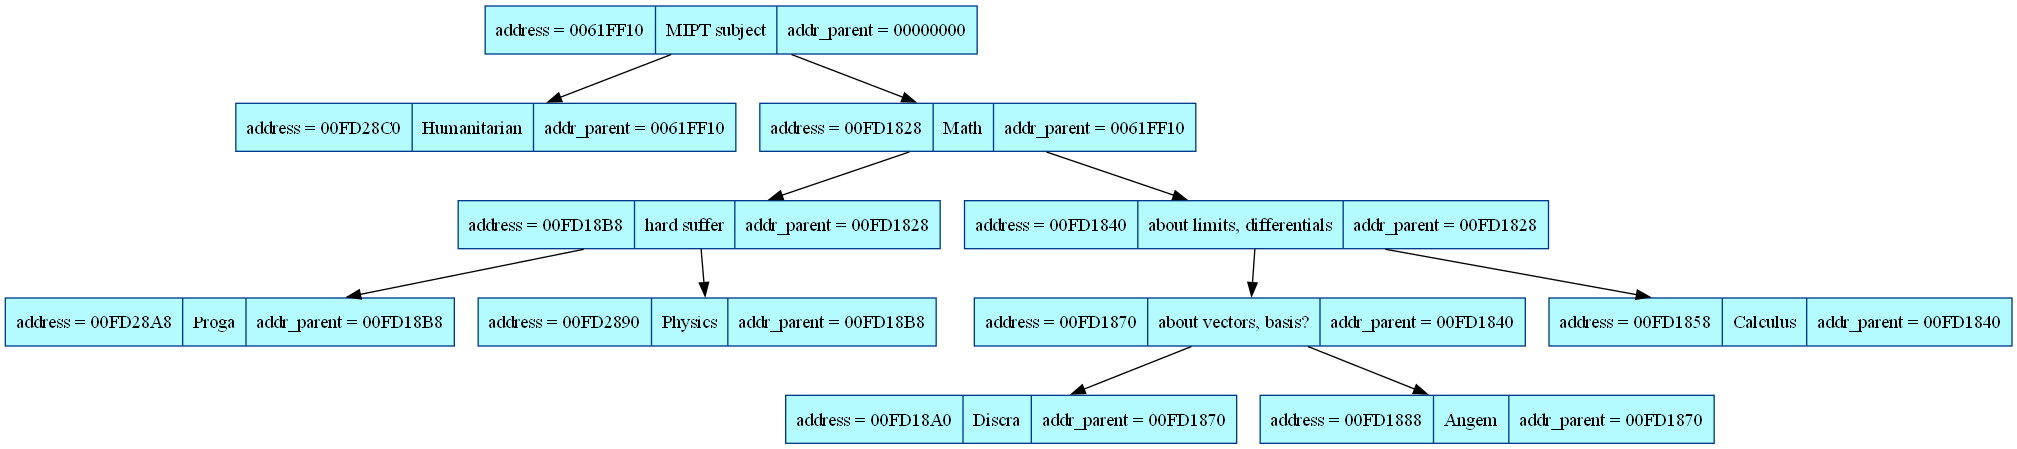 address = 0061FF10 MIPT subject addr_parent = 00000000
address = 00FD28C0 Humanitarian addr_parent = 0061FF10
address = 00FD1828 Math addr_parent = 0061FF10
address = 00FD18B8 hard suffer addr_parent = 00FD1828
address = 00FD1840 about limits, differentials addr_parent = 00FD1828
address = 00FD28A8 Proga addr_parent = 00FD18B8
address = 00FD2890 Physics addr_parent = 00FD18B8
address = 00FD1870 about vectors, basis? addr_parent = 00FD1840
address = 00FD1858 Calculus addr_parent = 00FD1840
address = 00FD18A0 Discra addr_parent = 00FD1870
address = 00FD1888 Angem addr_parent = 00FD1870